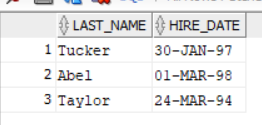 LAST_NAME HIRE_DATE
1 Tucker 30-JAN-97
2 Abel 01-MAR-98
3 Taylor 24-MAR-94